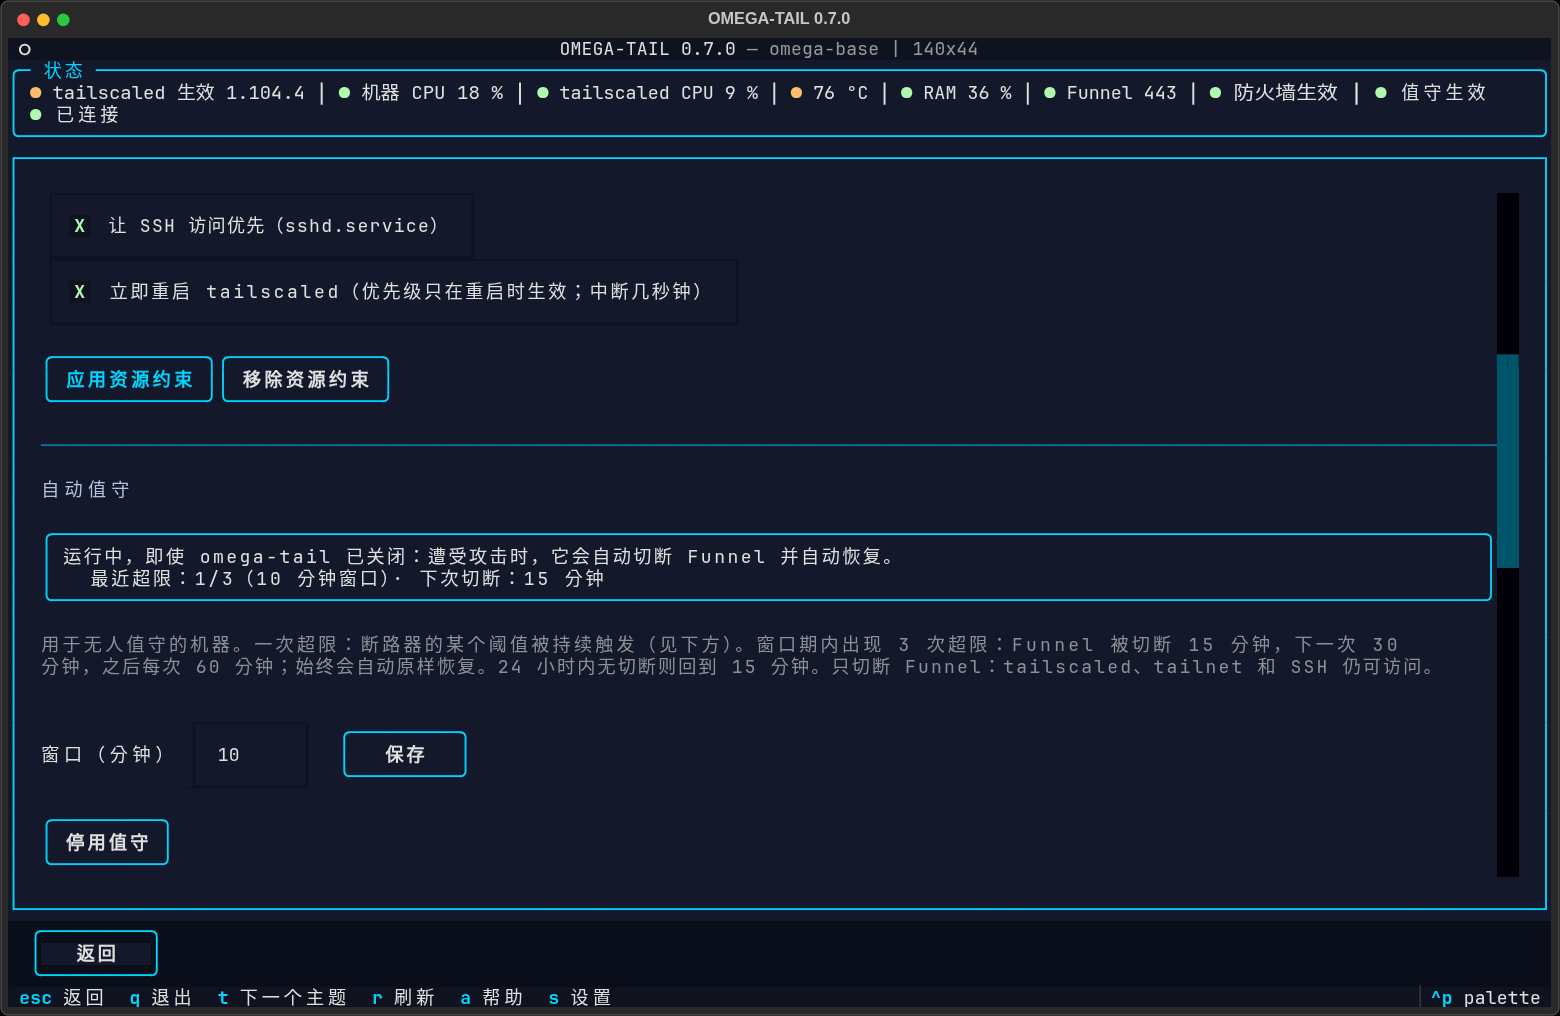 OMEGA-TAIL 0.7.0
OMEGA-TAIL 0.7.0 — omega-base | 140x44
状态
● tailscaled 生效 1.104.4 | ● 机器 CPU 18 % | ● tailscaled CPU 9 % | ● 76 °C | ● RAM 36 % | ● Funnel 443 | ● 防火墙生效 | ● 值守生效
● 已连接
X 让 SSH 访问优先（sshd.service）
X 立即重启 tailscaled（优先级只在重启时生效；中断几秒钟）
应用资源约束 移除资源约束
自动值守
运行中，即使 omega-tail 已关闭：遭受攻击时，它会自动切断 Funnel 并自动恢复。
最近超限：1/3（10 分钟窗口）· 下次切断：15 分钟
用于无人值守的机器。一次超限：断路器的某个阈值被持续触发（见下方）。窗口期内出现 3 次超限：Funnel 被切断 15 分钟，下一次 30
分钟，之后每次 60 分钟；始终会自动原样恢复。24 小时内无切断则回到 15 分钟。只切断 Funnel：tailscaled、tailnet 和 SSH 仍可访问。
窗口（分钟） 10 保存
停用值守
返回
esc 返回 q 退出 t 下一个主题 r 刷新 a 帮助 s 设置 ^p palette